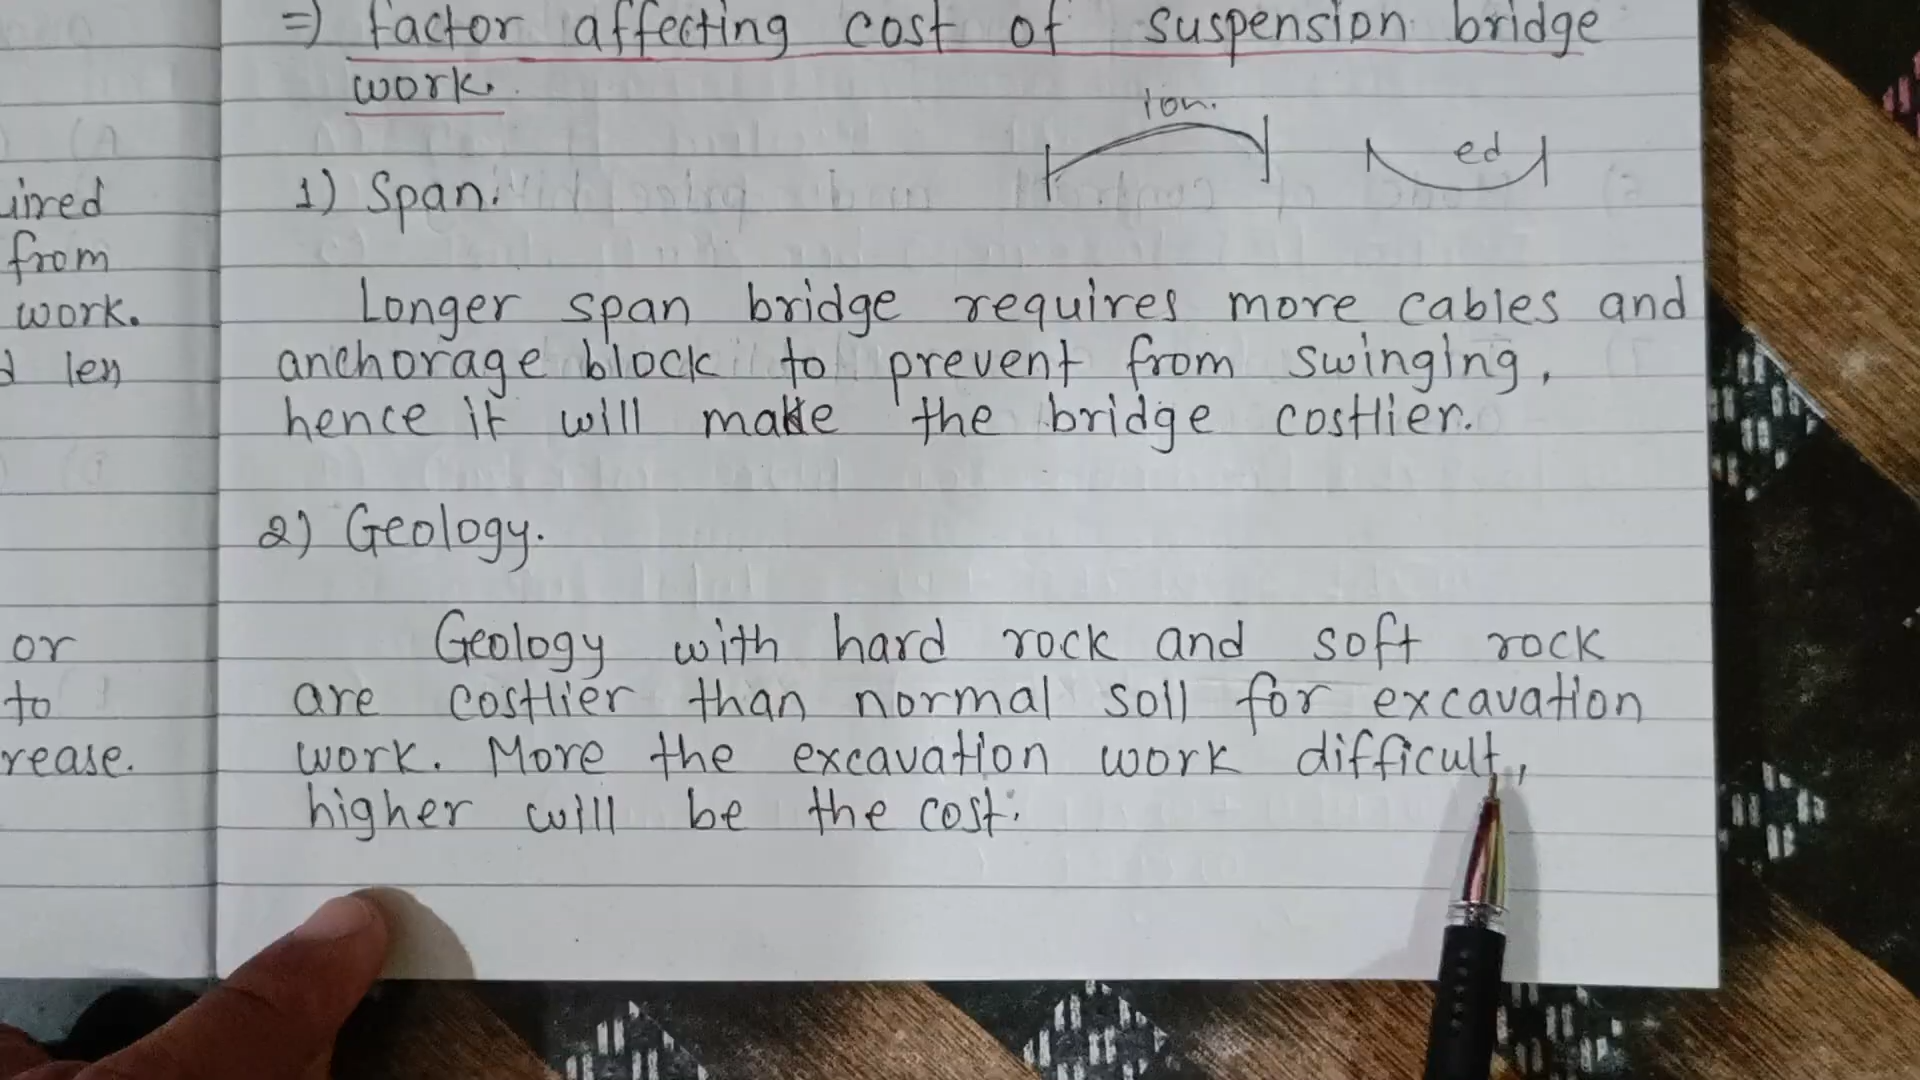 ⇒ factor affecting cost of suspension bridge
work.
ion.
ed
1) Span.
Longer span bridge requires more cables and
anchorage block to prevent from swinging,
hence it will make the bridge costlier.
2) Geology.
Geology with hard rock and soft rock
are costlier than normal soil for excavation
work. More the excavation work difficult,
higher will be the cost.
uired
from
work.
d len
or
to
rease.